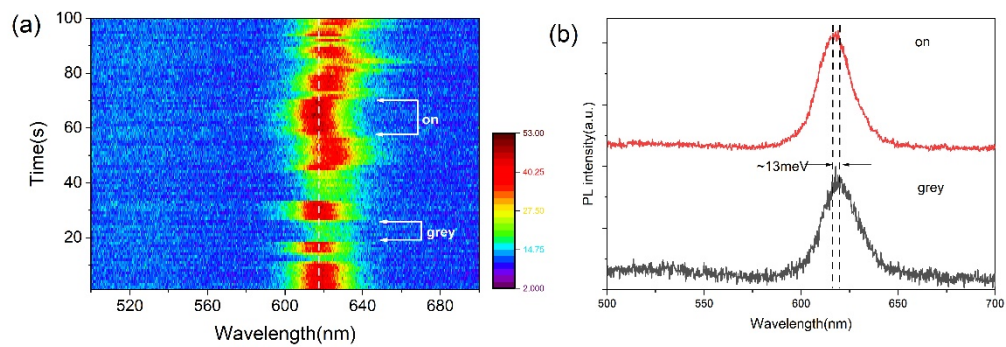 (a)
100
80
60
40
20
Time(s)
520 560 600 640 680
Wavelength(nm)
on
grey
53.00
40.25
27.50
14.75
2.000
(b)
on
~13meV
grey
PL intensity(a.u.)
500 550 600 650 700
Wavelength(nm)